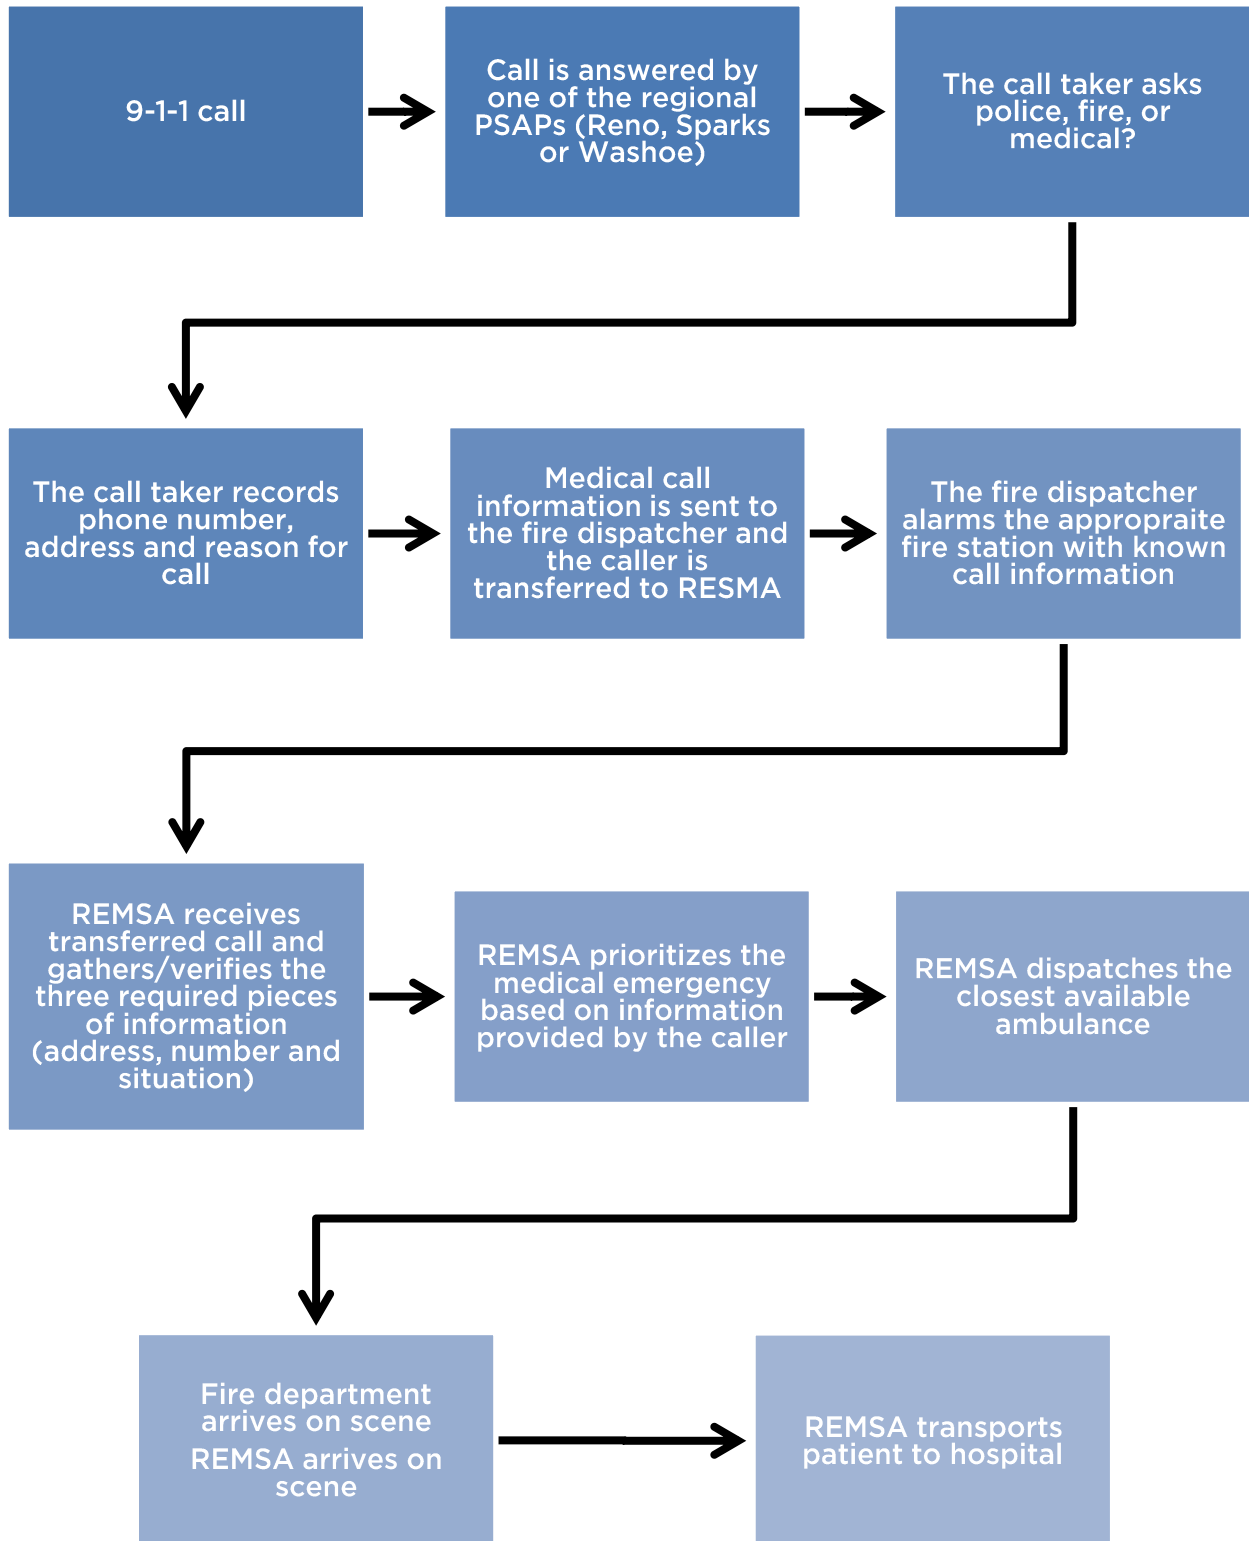 9-1-1 call
Call is answered by
one of the regional
PSAPs (Reno, Sparks
or Washoe)
The call taker asks
police, fire, or
medical?
The call taker records
phone number,
address and reason for
call
Medical call
information is sent to
the fire dispatcher and
the caller is
transferred to RESMA
The fire dispatcher
alarms the appropraite
fire station with known
call information
REMSA receives
transferred call and
gathers/verifies the
three required pieces
of information
(address, number and
situation)
REMSA prioritizes the
medical emergency
based on information
provided by the caller
REMSA dispatches the
closest available
ambulance
Fire department
arrives on scene
REMSA arrives on
scene
REMSA transports
patient to hospital